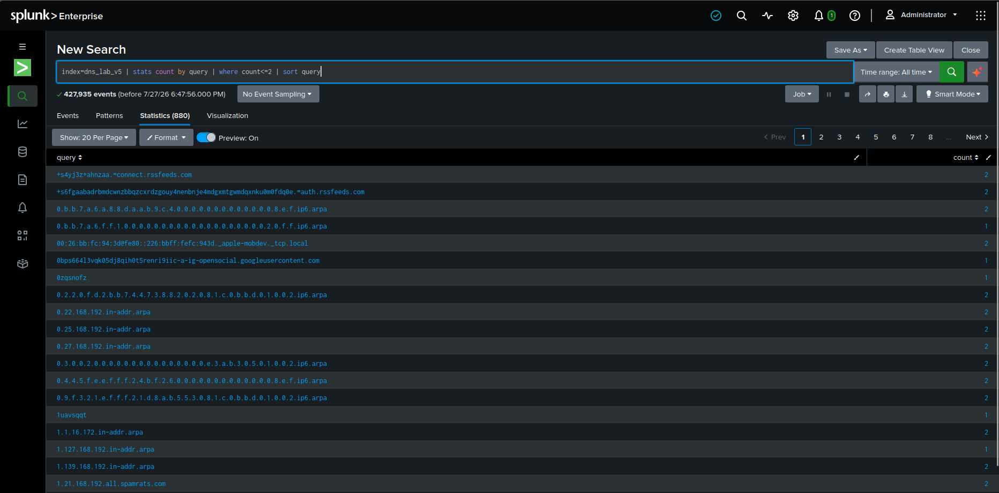 splunk>Enterprise
1
Administrator
New Search
Save As
Create Table View
Close
index=dns_lab_v5 | stats count by query | where count<=2 | sort query
Time range: All time
427,935 events (before 7/27/26 6:47:56.000 PM)
No Event Sampling
Job
Smart Mode
Events
Patterns
Statistics (880)
Visualization
Show: 20 Per Page
Format
Preview: On
< Prev 1 2 3 4 5 6 7 8 ... Next >
query count
+s4yj3z+ahnzaa.=connect.rssfeeds.com 2
+s6fgaabadrbmdcwnzbbqzcxrdzgouy4nenbnje4mdgxmtgwmdqxnku0m0fdq0e.=auth.rssfeeds.com 2
0.b.b.7.a.6.a.8.8.d.a.a.b.9.c.4.0.0.0.0.0.0.0.0.0.0.0.0.0.8.e.f.ip6.arpa 2
0.b.b.7.a.6.f.f.1.0.0.0.0.0.0.0.0.0.0.0.0.0.0.0.0.0.0.0.2.0.f.f.ip6.arpa 1
00:26:bb:fc:94:3d@fe80::226:bbff:fefc:943d._apple-mobdev._tcp.local 2
0bps664l3vqk05dj8qih0t5renri9iic-a-ig-opensocial.googleusercontent.com 1
0zqsnofz 1
0.2.2.0.f.d.2.b.b.7.4.4.7.3.8.8.2.0.2.0.8.1.c.0.b.b.d.0.1.0.0.2.ip6.arpa 2
0.22.168.192.in-addr.arpa 2
0.25.168.192.in-addr.arpa 2
0.27.168.192.in-addr.arpa 2
0.3.0.0.2.0.0.0.0.0.0.0.0.0.0.0.0.0.0.0.e.3.a.b.3.0.5.0.1.0.0.2.ip6.arpa 2
0.4.4.5.f.e.e.f.f.f.2.4.b.f.2.6.0.0.0.0.0.0.0.0.0.0.0.0.0.8.e.f.ip6.arpa 2
0.9.f.3.2.1.e.f.f.f.2.1.d.8.a.b.5.5.3.0.8.1.c.0.b.b.d.0.1.0.0.2.ip6.arpa 2
1uavsqqt 1
1.1.16.172.in-addr.arpa 2
1.127.168.192.in-addr.arpa 1
1.139.168.192.in-addr.arpa 2
1.21.168.192.all.spamrats.com 2